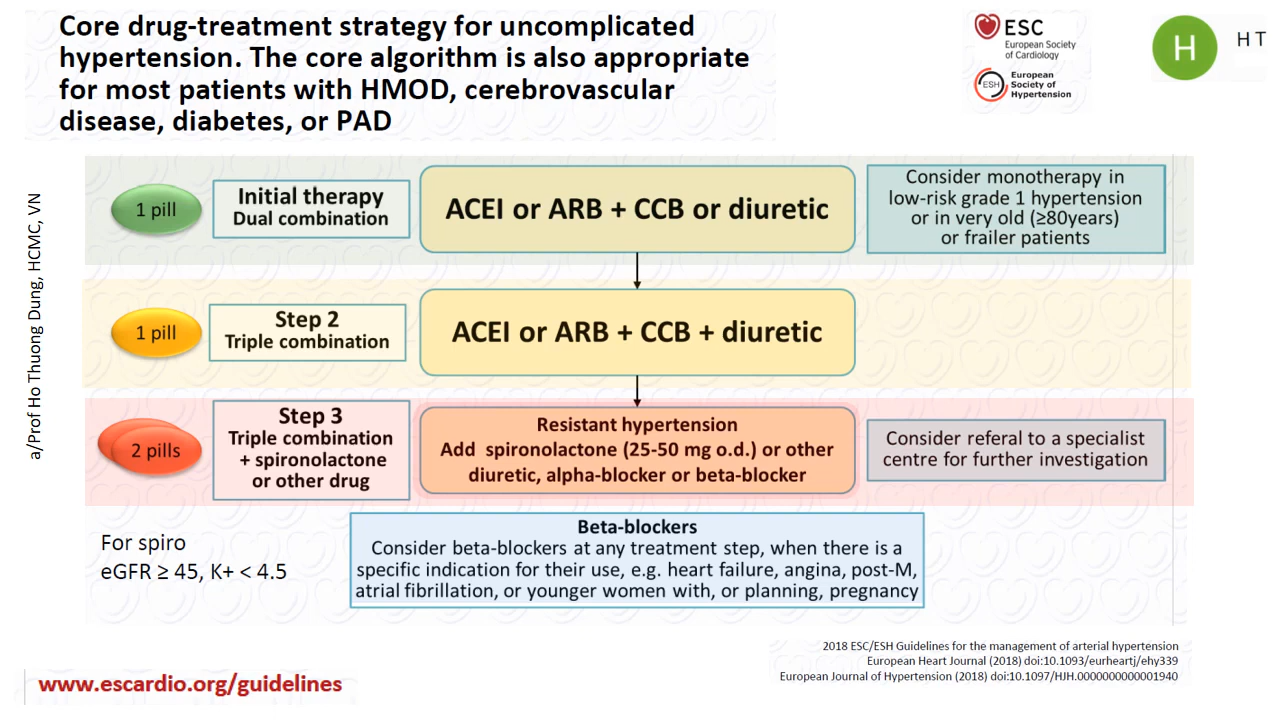 Core drug-treatment strategy for uncomplicated
hypertension. The core algorithm is also appropriate
for most patients with HMOD, cerebrovascular
disease, diabetes, or PAD
ESC
European Society
of Cardiology
ESH
European
Society of
Hypertension
H
H T
a/Prof Ho Thuong Dung, HCMC, VN
1 pill
Initial therapy
Dual combination
ACEI or ARB + CCB or diuretic
Consider monotherapy in
low-risk grade 1 hypertension
or in very old (≥80years)
or frailer patients
1 pill
Step 2
Triple combination
ACEI or ARB + CCB + diuretic
2 pills
Step 3
Triple combination
+ spironolactone
or other drug
Resistant hypertension
Add spironolactone (25-50 mg o.d.) or other
diuretic, alpha-blocker or beta-blocker
Consider referal to a specialist
centre for further investigation
For spiro
eGFR ≥ 45, K+ < 4.5
Beta-blockers
Consider beta-blockers at any treatment step, when there is a
specific indication for their use, e.g. heart failure, angina, post-M,
atrial fibrillation, or younger women with, or planning, pregnancy
2018 ESC/ESH Guidelines for the management of arterial hypertension
European Heart Journal (2018) doi:10.1093/eurheartj/ehy339
European Journal of Hypertension (2018) doi:10.1097/HJH.0000000000001940
www.escardio.org/guidelines